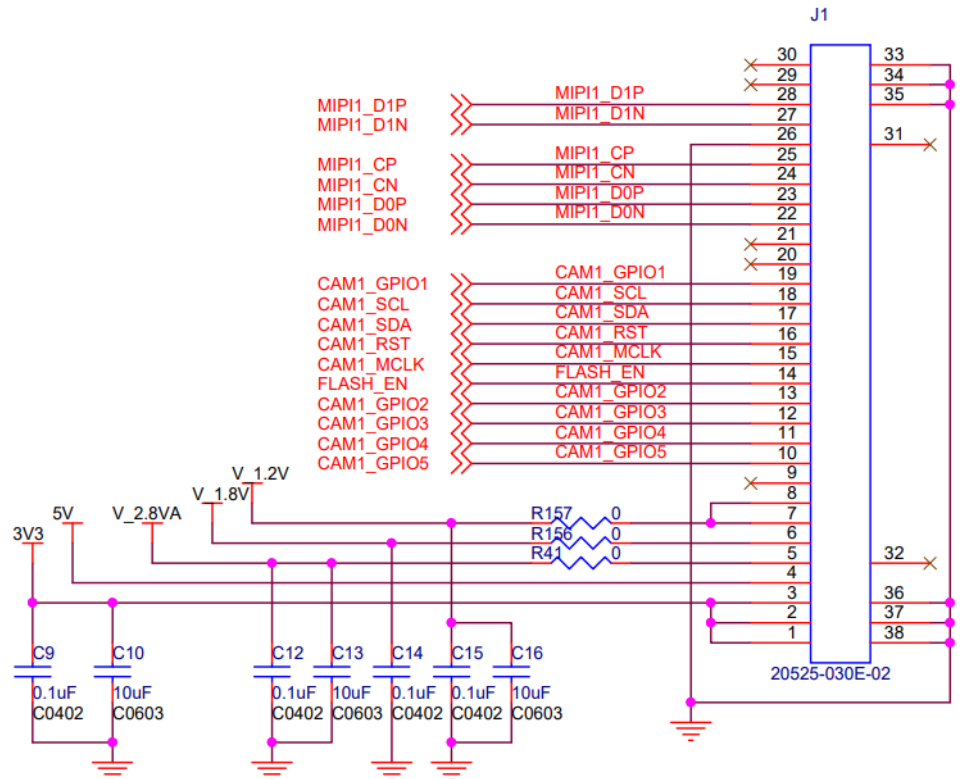 J1
30 33
29 34
MIPI1_D1P MIPI1_D1P 28 35
MIPI1_D1N MIPI1_D1N 27
26 31
MIPI1_CP MIPI1_CP 25
MIPI1_CN MIPI1_CN 24
MIPI1_D0P MIPI1_D0P 23
MIPI1_D0N MIPI1_D0N 22
21
20
CAM1_GPIO1 CAM1_GPIO1 19
CAM1_SCL CAM1_SCL 18
CAM1_SDA CAM1_SDA 17
CAM1_RST CAM1_RST 16
CAM1_MCLK CAM1_MCLK 15
FLASH_EN FLASH_EN 14
CAM1_GPIO2 CAM1_GPIO2 13
CAM1_GPIO3 CAM1_GPIO3 12
CAM1_GPIO4 CAM1_GPIO4 11
CAM1_GPIO5 CAM1_GPIO5 10
V_1.2V 9
V_1.8V 8
5V V_2.8VA R157 0 7
3V3 R156 0 6
R41 0 5 32
4
3 36
2 37
1 38
C9 C10 C12 C13 C14 C15 C16
20525-030E-02
0.1uF 10uF 0.1uF 10uF 0.1uF 0.1uF 10uF
C0402 C0603 C0402 C0603 C0402 C0402 C0603